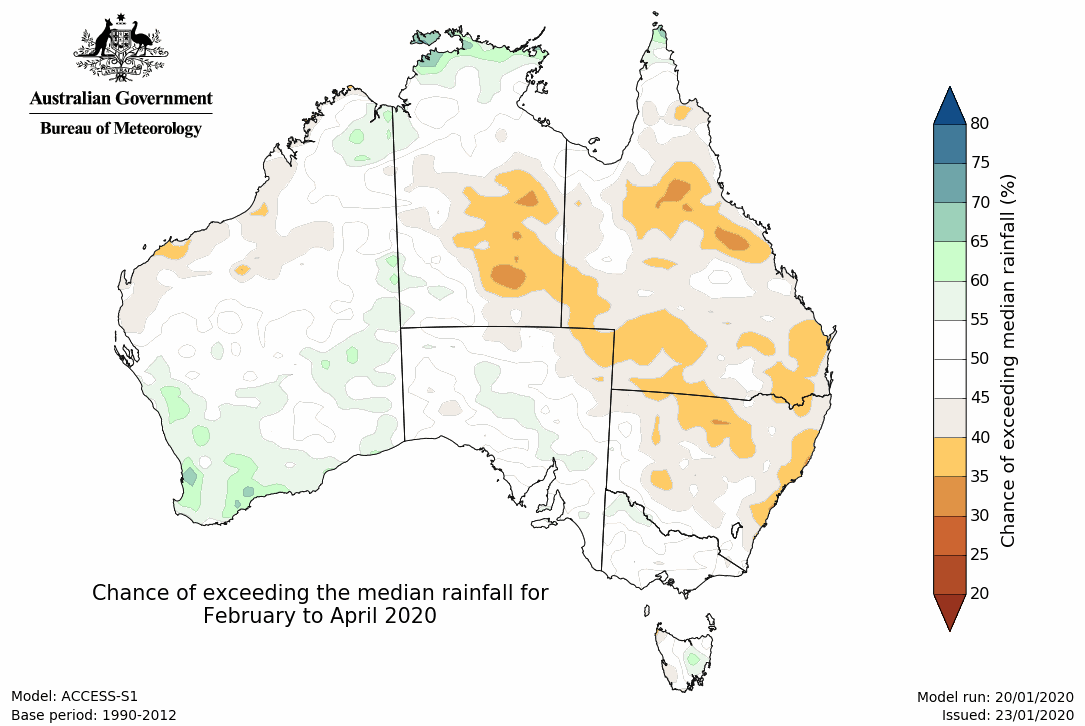 Australian Government
Bureau of Meteorology
80
75
70
65
60
55
50
45
40
35
30
25
20
Chance of exceeding median rainfall (%)
Chance of exceeding the median rainfall for
February to April 2020
Model: ACCESS-S1
Base period: 1990-2012
Model run: 20/01/2020
Issued: 23/01/2020